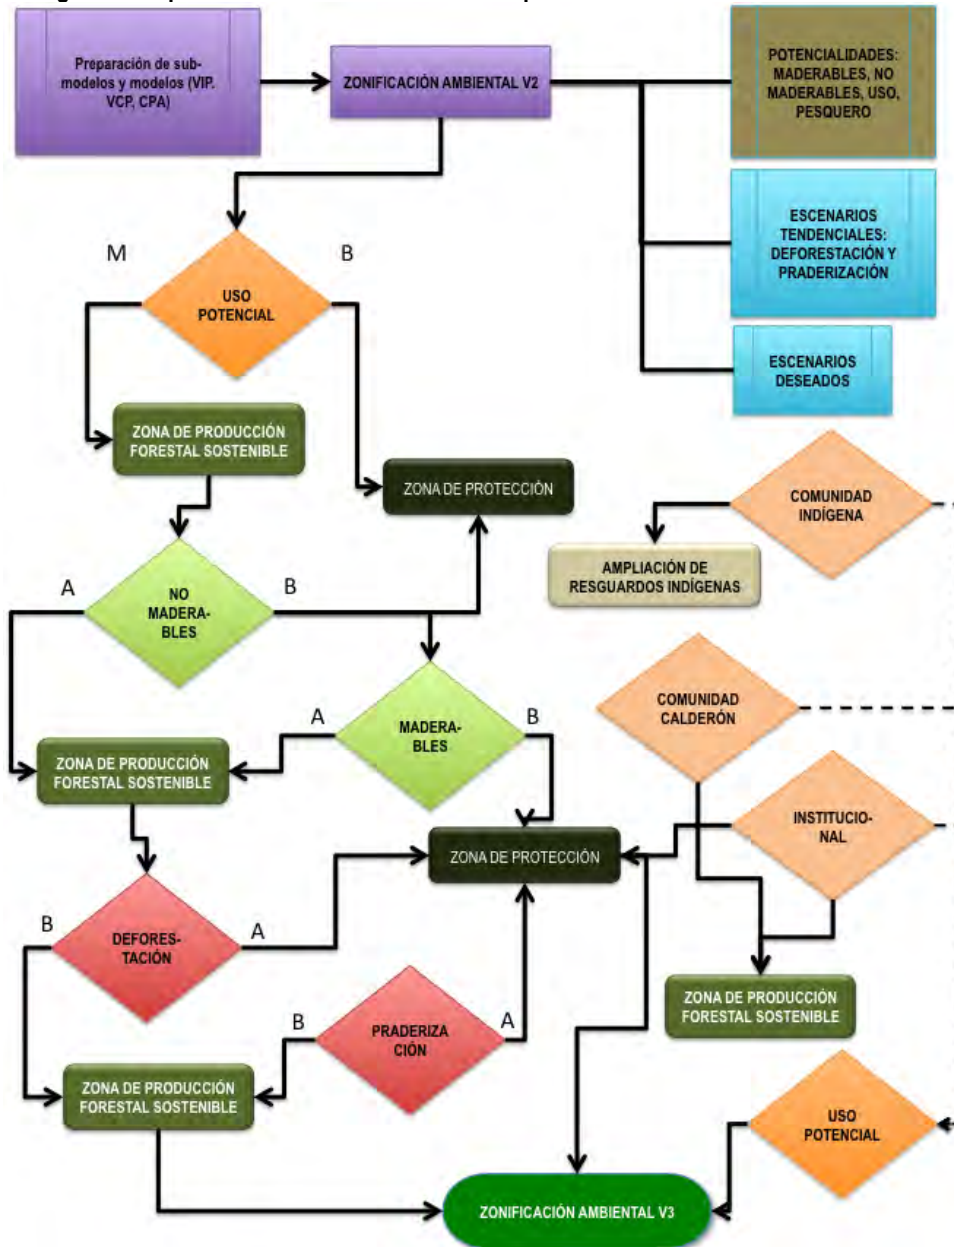 Preparación de sub-
modelos y modelos (VIP.
VCP, CPA)
ZONIFICACIÓN AMBIENTAL V2
POTENCIALIDADES:
MADERABLES, NO
MADERABLES, USO,
PESQUERO
ESCENARIOS
TENDENCIALES:
DEFORESTACIÓN Y
PRADERIZACIÓN
ESCENARIOS
DESEADOS
M
B
USO
POTENCIAL
ZONA DE PRODUCCIÓN
FORESTAL SOSTENIBLE
ZONA DE PROTECCIÓN
COMUNIDAD
INDÍGENA
AMPLIACIÓN DE
RESGUARDOS INDÍGENAS
A
B
NO
MADERA-
BLES
A
B
MADERA-
BLES
COMUNIDAD
CALDERÓN
ZONA DE PRODUCCIÓN
FORESTAL SOSTENIBLE
INSTITUCIO-
NAL
ZONA DE PROTECCIÓN
B
A
DEFORES-
TACIÓN
B
A
PRADERIZA
CIÓN
ZONA DE PRODUCCIÓN
FORESTAL SOSTENIBLE
ZONA DE PRODUCCIÓN
FORESTAL SOSTENIBLE
USO
POTENCIAL
ZONIFICACIÓN AMBIENTAL V3